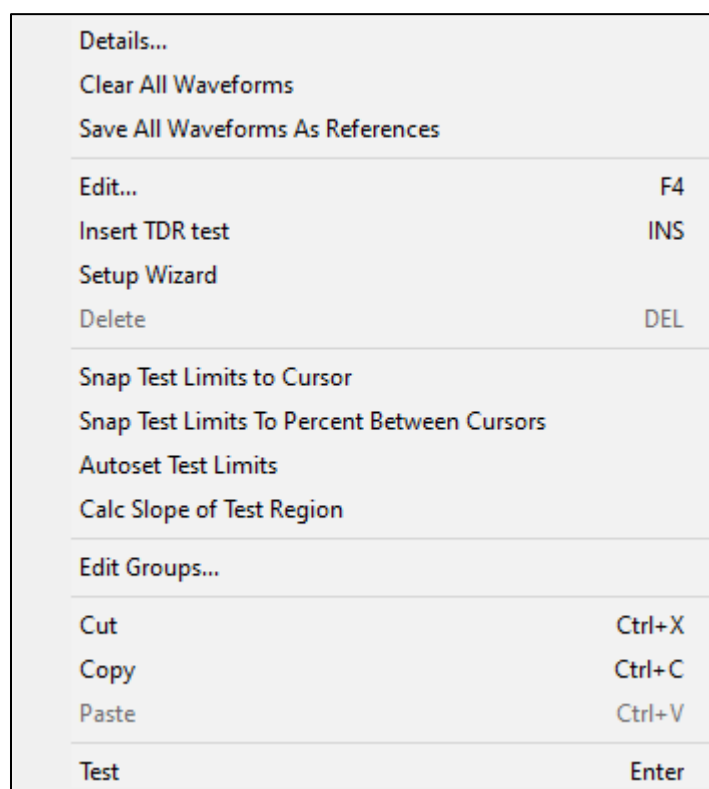 Details...
Clear All Waveforms
Save All Waveforms As References
Edit... F4
Insert TDR test INS
Setup Wizard
Delete DEL
Snap Test Limits to Cursor
Snap Test Limits To Percent Between Cursors
Autoset Test Limits
Calc Slope of Test Region
Edit Groups...
Cut Ctrl+X
Copy Ctrl+C
Paste Ctrl+V
Test Enter